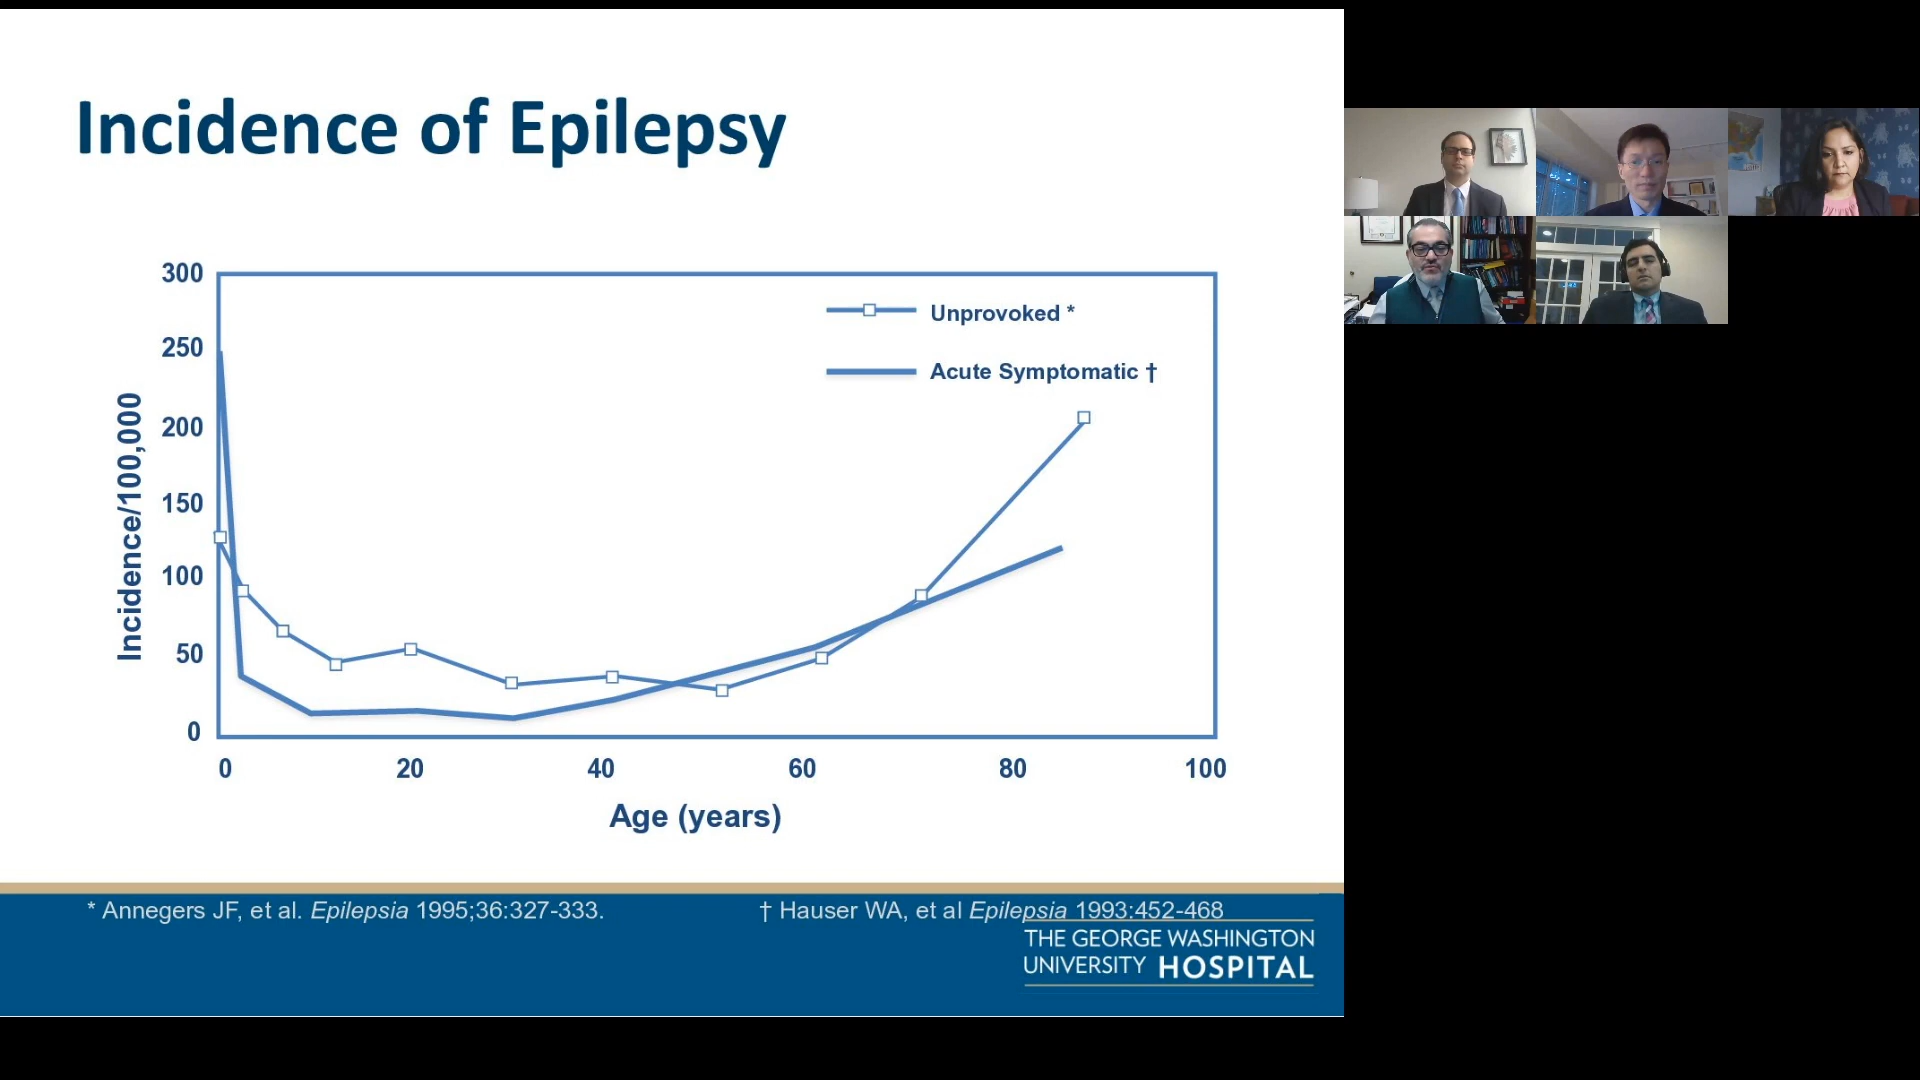 Incidence of Epilepsy
300
250
200
150
100
50
0
Incidence/100,000
Unprovoked *
Acute Symptomatic †
0 20 40 60 80 100
Age (years)
* Annegers JF, et al. Epilepsia 1995;36:327-333.
† Hauser WA, et al Epilepsia 1993:452-468
THE GEORGE WASHINGTON
UNIVERSITY HOSPITAL